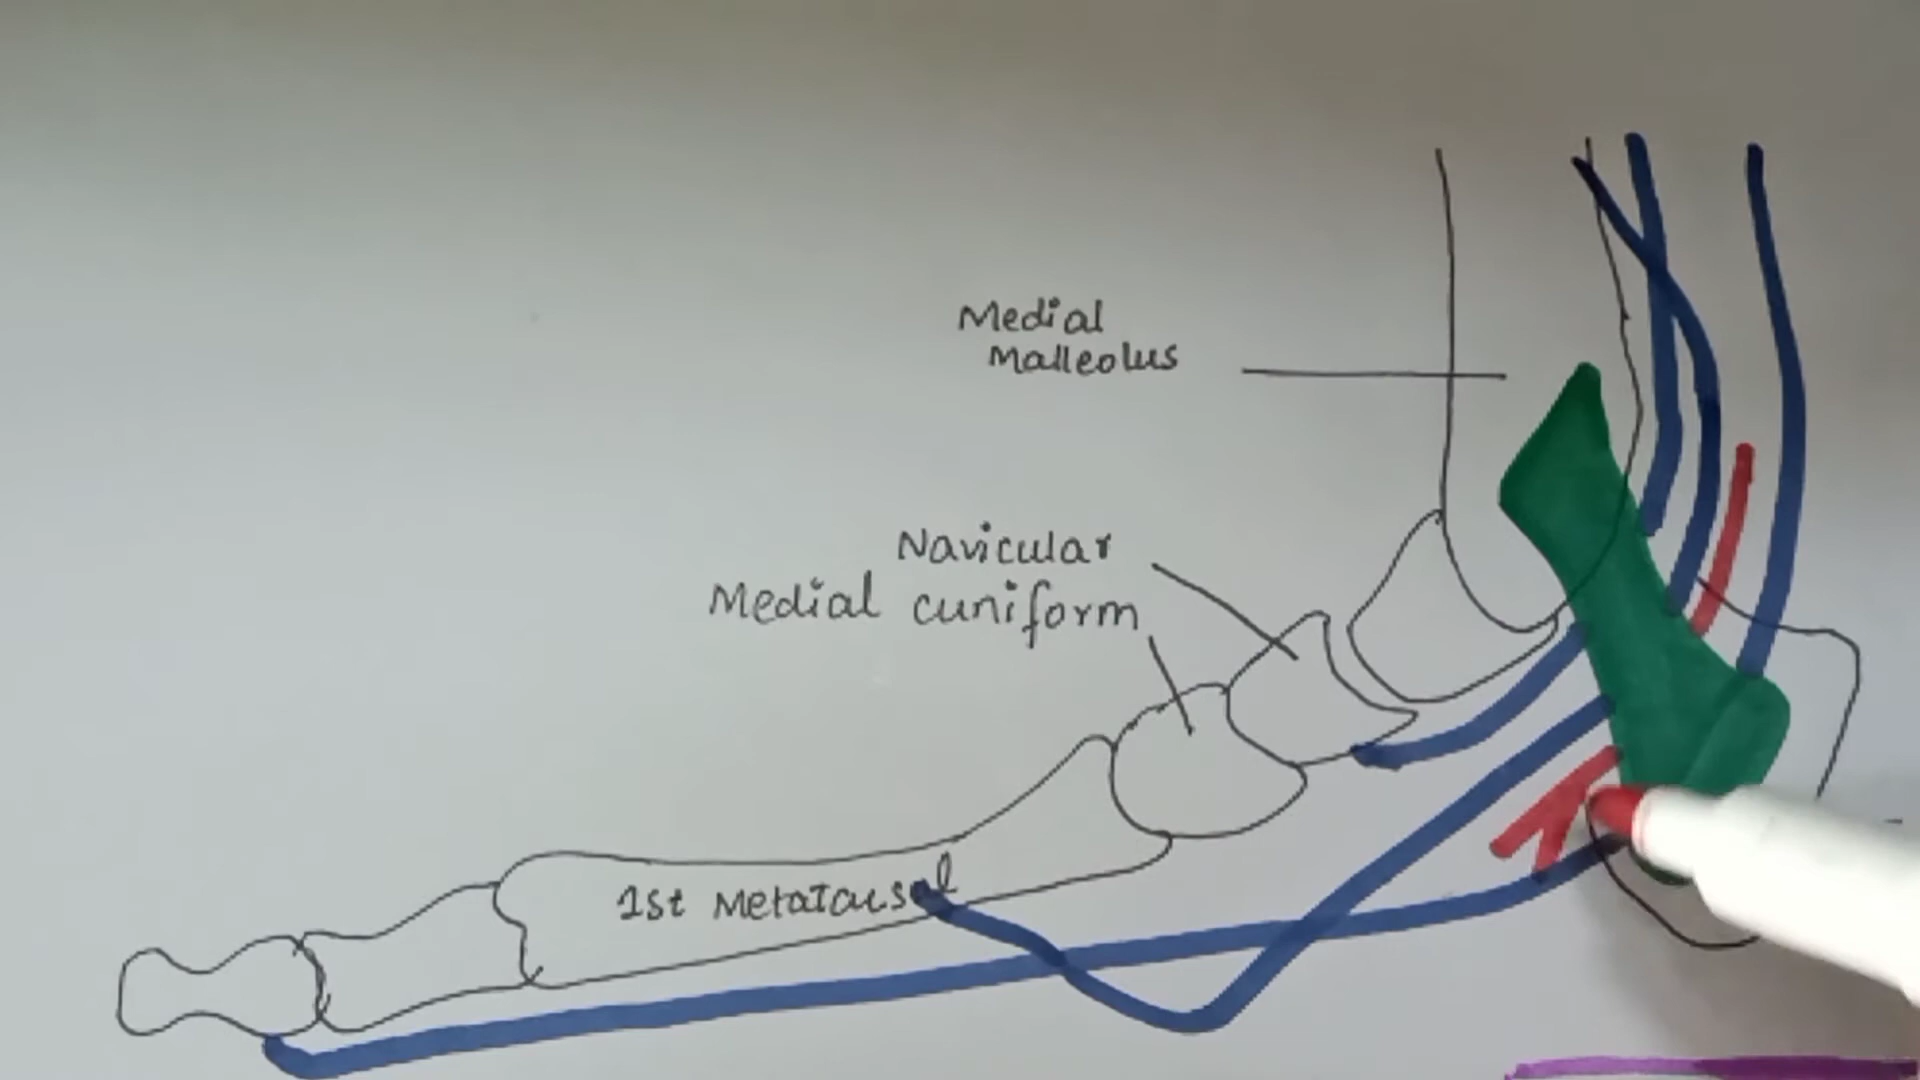 Medial
Malleolus
Navicular
Medial cuniform
1st Metatarsal